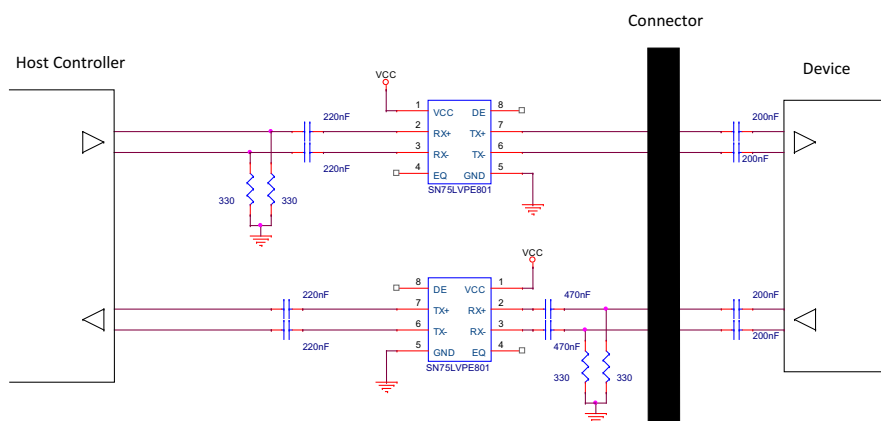 Connector
Host Controller
Device
VCC
220nF
200nF
1 VCC DE 8
2 RX+ TX+ 7
3 RX- TX- 6
4 EQ GND 5
220nF
200nF
SN75LVPE801
330 330
VCC
220nF
470nF
200nF
8 DE VCC 1
7 TX+ RX+ 2
6 TX- RX- 3
5 GND EQ 4
220nF
470nF
200nF
SN75LVPE801
330 330